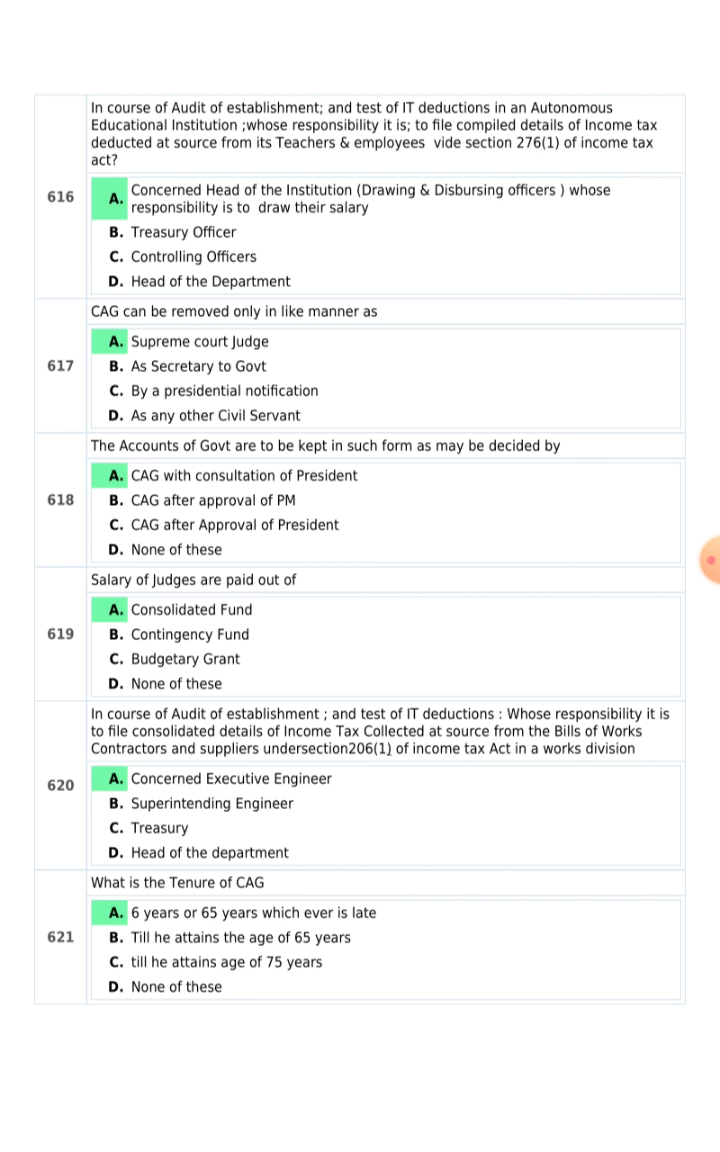 In course of Audit of establishment; and test of IT deductions in an Autonomous
Educational Institution ;whose responsibility it is; to file compiled details of Income tax
deducted at source from its Teachers & employees vide section 276(1) of income tax
act?
616
A. Concerned Head of the Institution (Drawing & Disbursing officers ) whose
responsibility is to draw their salary
B. Treasury Officer
C. Controlling Officers
D. Head of the Department
CAG can be removed only in like manner as
617
A. Supreme court Judge
B. As Secretary to Govt
C. By a presidential notification
D. As any other Civil Servant
The Accounts of Govt are to be kept in such form as may be decided by
618
A. CAG with consultation of President
B. CAG after approval of PM
C. CAG after Approval of President
D. None of these
Salary of Judges are paid out of
619
A. Consolidated Fund
B. Contingency Fund
C. Budgetary Grant
D. None of these
In course of Audit of establishment ; and test of IT deductions : Whose responsibility it is
to file consolidated details of Income Tax Collected at source from the Bills of Works
Contractors and suppliers undersection206(1) of income tax Act in a works division
620
A. Concerned Executive Engineer
B. Superintending Engineer
C. Treasury
D. Head of the department
What is the Tenure of CAG
621
A. 6 years or 65 years which ever is late
B. Till he attains the age of 65 years
C. till he attains age of 75 years
D. None of these